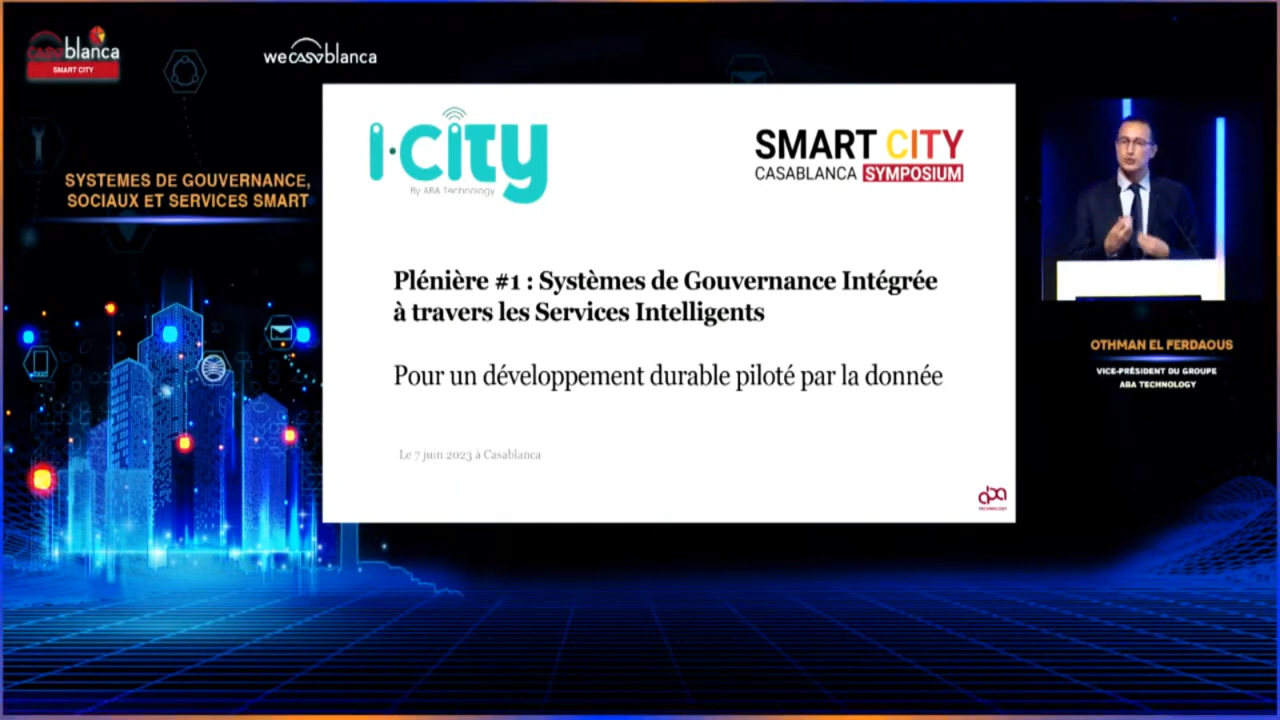 casablanca
SMART CITY
wecasablanca
SYSTEMES DE GOUVERNANCE,
SOCIAUX ET SERVICES SMART
i·city
By ABA Technology
SMART CITY
CASABLANCA SYMPOSIUM
Plénière #1 : Systèmes de Gouvernance Intégrée
à travers les Services Intelligents
Pour un développement durable piloté par la donnée
Le 7 juin 2023 à Casablanca
aba
TECHNOLOGY
OTHMAN EL FERDAOUS
VICE-PRÉSIDENT DU GROUPE
ABA TECHNOLOGY